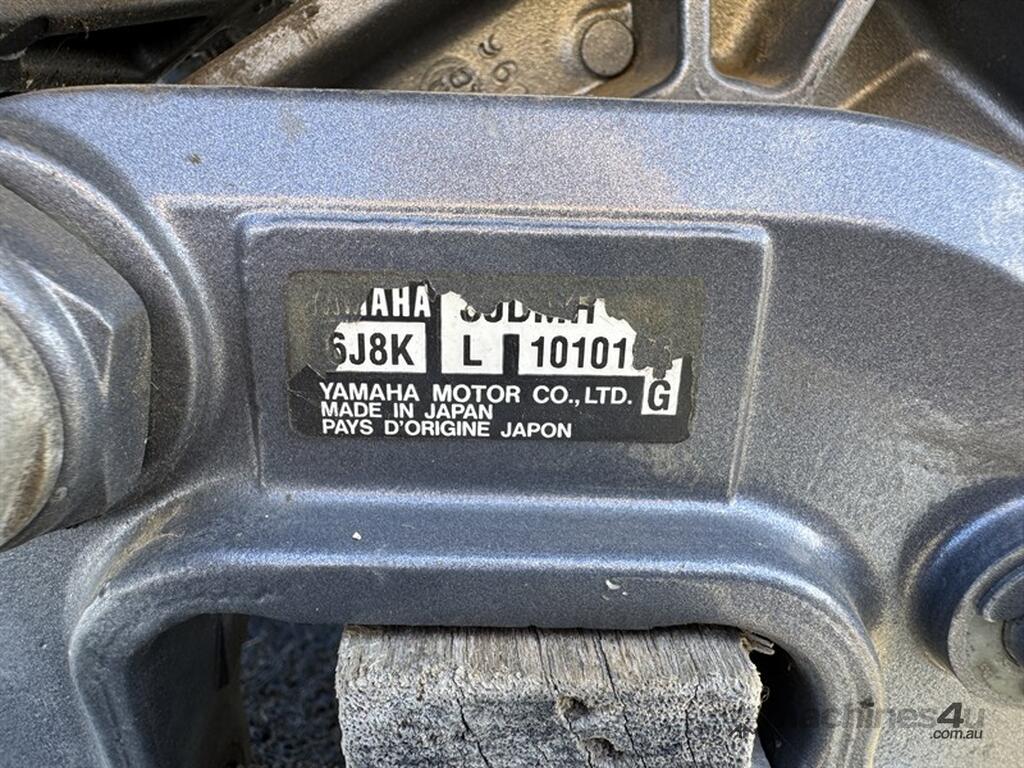 YAMAHA
6J8K L 10101
G
YAMAHA MOTOR CO., LTD.
MADE IN JAPAN
PAYS D'ORIGINE JAPON
machines4u
.com.au